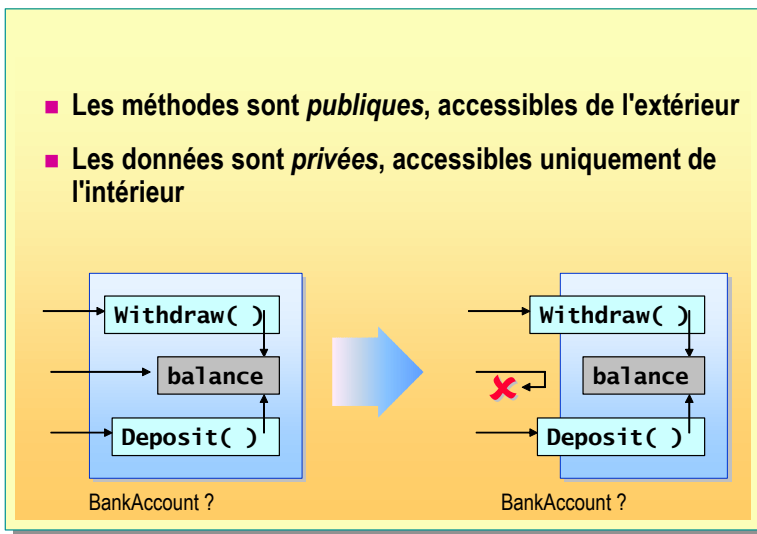 Les méthodes sont publiques, accessibles de l'extérieur
Les données sont privées, accessibles uniquement de
l'intérieur
Withdraw( )
balance
Deposit( )
BankAccount ?
Withdraw( )
balance
Deposit( )
BankAccount ?